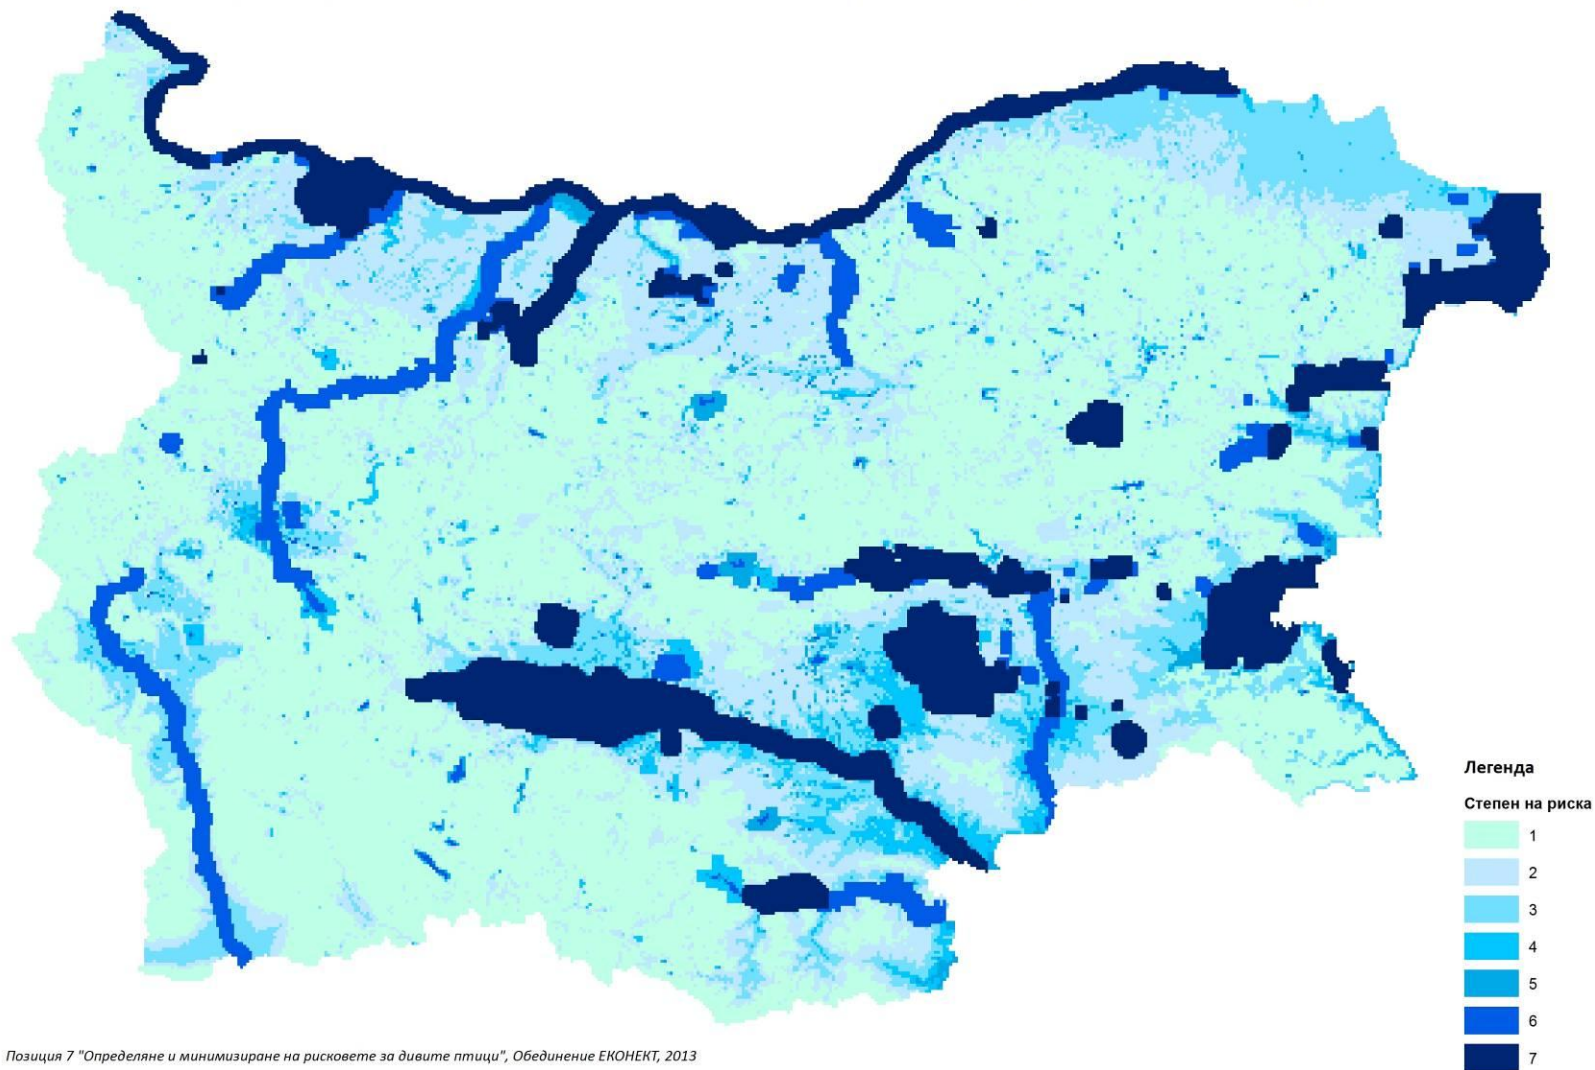 Легенда
Степен на риска
1
2
3
4
5
6
7
Позиция 7 "Определяне и минимизиране на рисковете за дивите птици", Обединение ЕКОНЕКТ, 2013